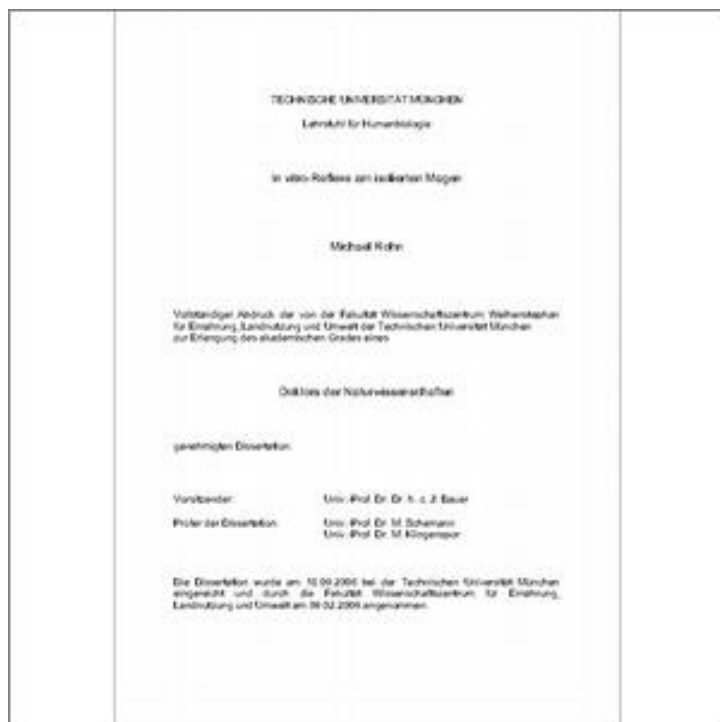 TECHNISCHE UNIVERSITÄT MÜNCHEN
Lehrstuhl für Humanbiologie
In vitro-Reflexe am isolierten Magen
Michael
Vollständiger Abdruck der von der Fakultät Wissenschaftszentrum Weihenstephan
für Ernährung, Landnutzung und Umwelt der Technischen Universität München
zur Erlangung des akademischen Grades eines
Doktors der Naturwissenschaften
genehmigten Dissertation.
Vorsitzender: Univ.-Prof. Dr. Dr. h. c. J. Bauer
Prüfer der Dissertation: Univ.-Prof. Dr. M. Schemann
Univ.-Prof. Dr. M. Klingenspor
Die Dissertation wurde am bei der Technischen Universität München
eingereicht und durch die Fakultät Wissenschaftszentrum für Ernährung,
Landnutzung und Umwelt am angenommen.